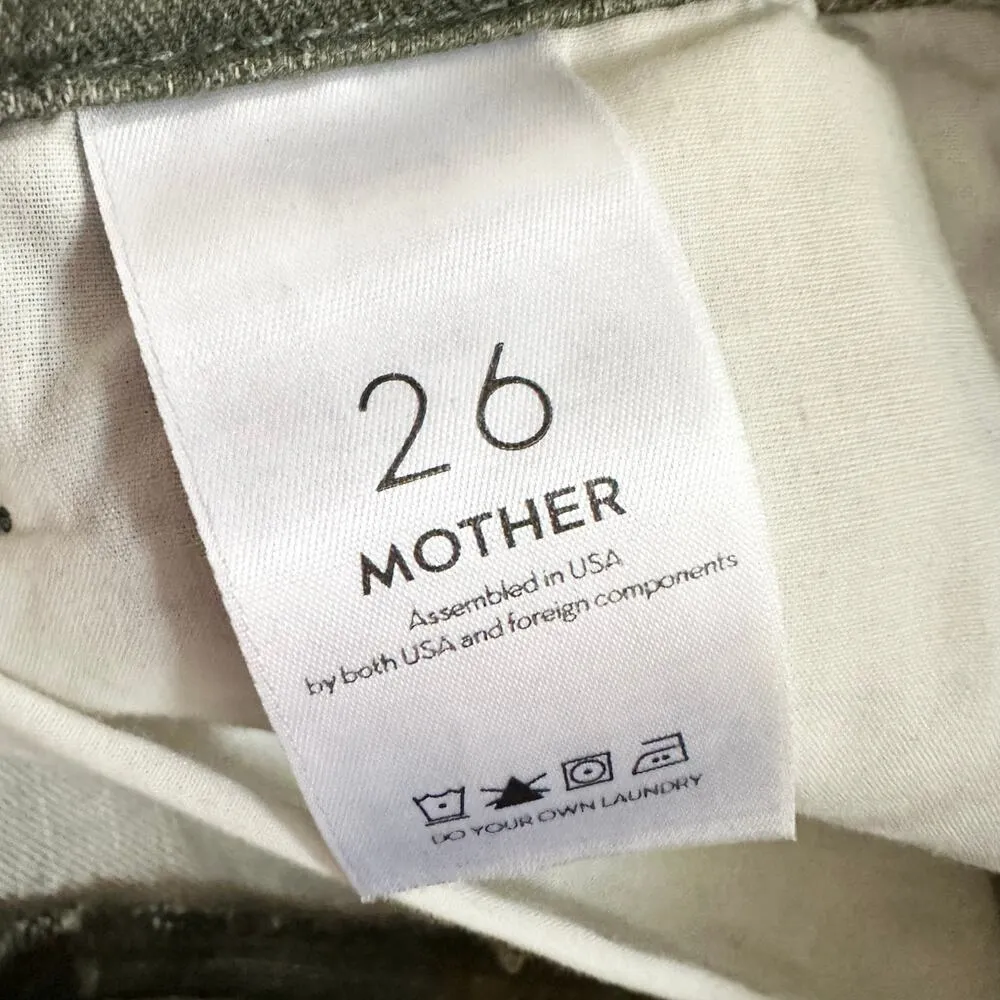 26
MOTHER
Assembled in USA
by both USA and foreign components
DO YOUR OWN LAUNDRY